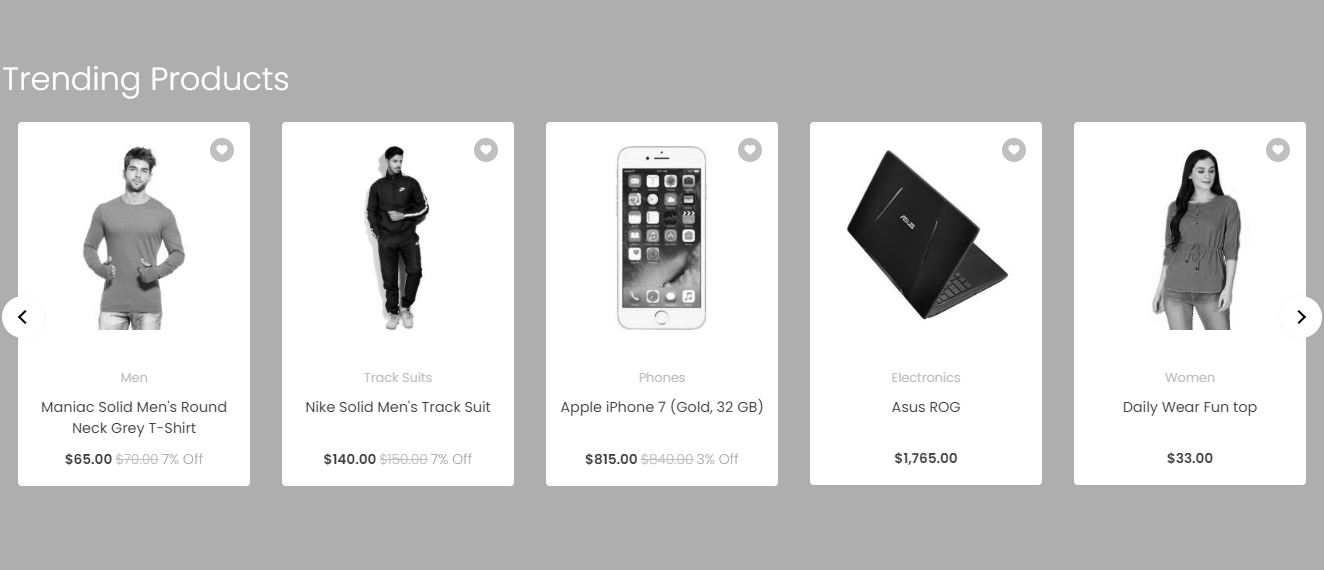 Trending Products
ASUS
Men
Maniac Solid Men's Round
Neck Grey T-Shirt
$65.00 $70.00 7% Off
Track Suits
Nike Solid Men's Track Suit
$140.00 $150.00 7% Off
Phones
Apple iPhone 7 (Gold, 32 GB)
$815.00 $840.00 3% Off
Electronics
Asus ROG
$1,765.00
Women
Daily Wear Fun top
$33.00